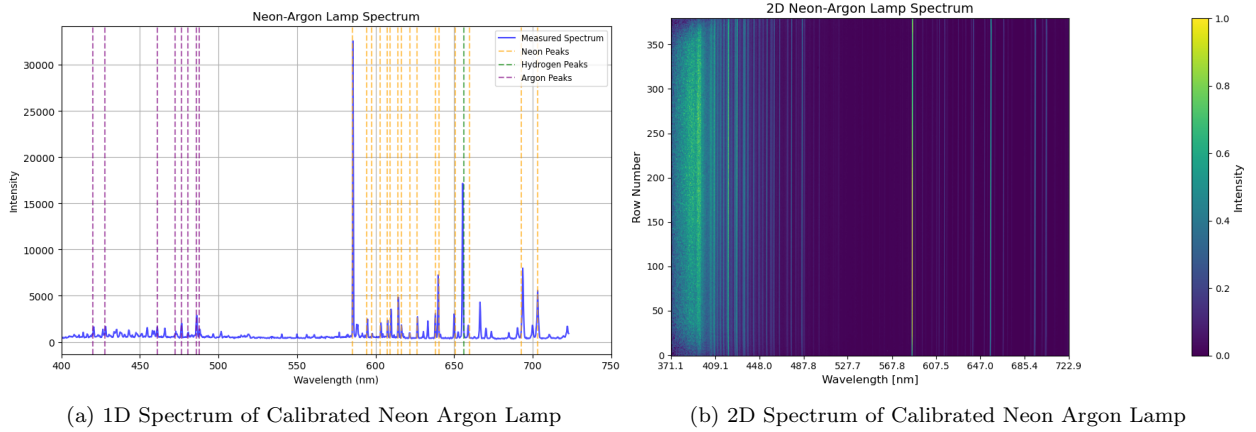 Neon-Argon Lamp Spectrum
Measured Spectrum
Neon Peaks
Hydrogen Peaks
Argon Peaks
Intensity
30000
25000
20000
15000
10000
5000
0
400 450 500 550 600 650 700 750
Wavelength (nm)
(a) 1D Spectrum of Calibrated Neon Argon Lamp
2D Neon-Argon Lamp Spectrum
Row Number
350
300
250
200
150
100
50
0
371.1 409.1 448.0 487.8 527.7 567.8 607.5 647.0 685.4 722.9
Wavelength [nm]
1.0
0.8
0.6
0.4
0.2
0.0
Intensity
(b) 2D Spectrum of Calibrated Neon Argon Lamp